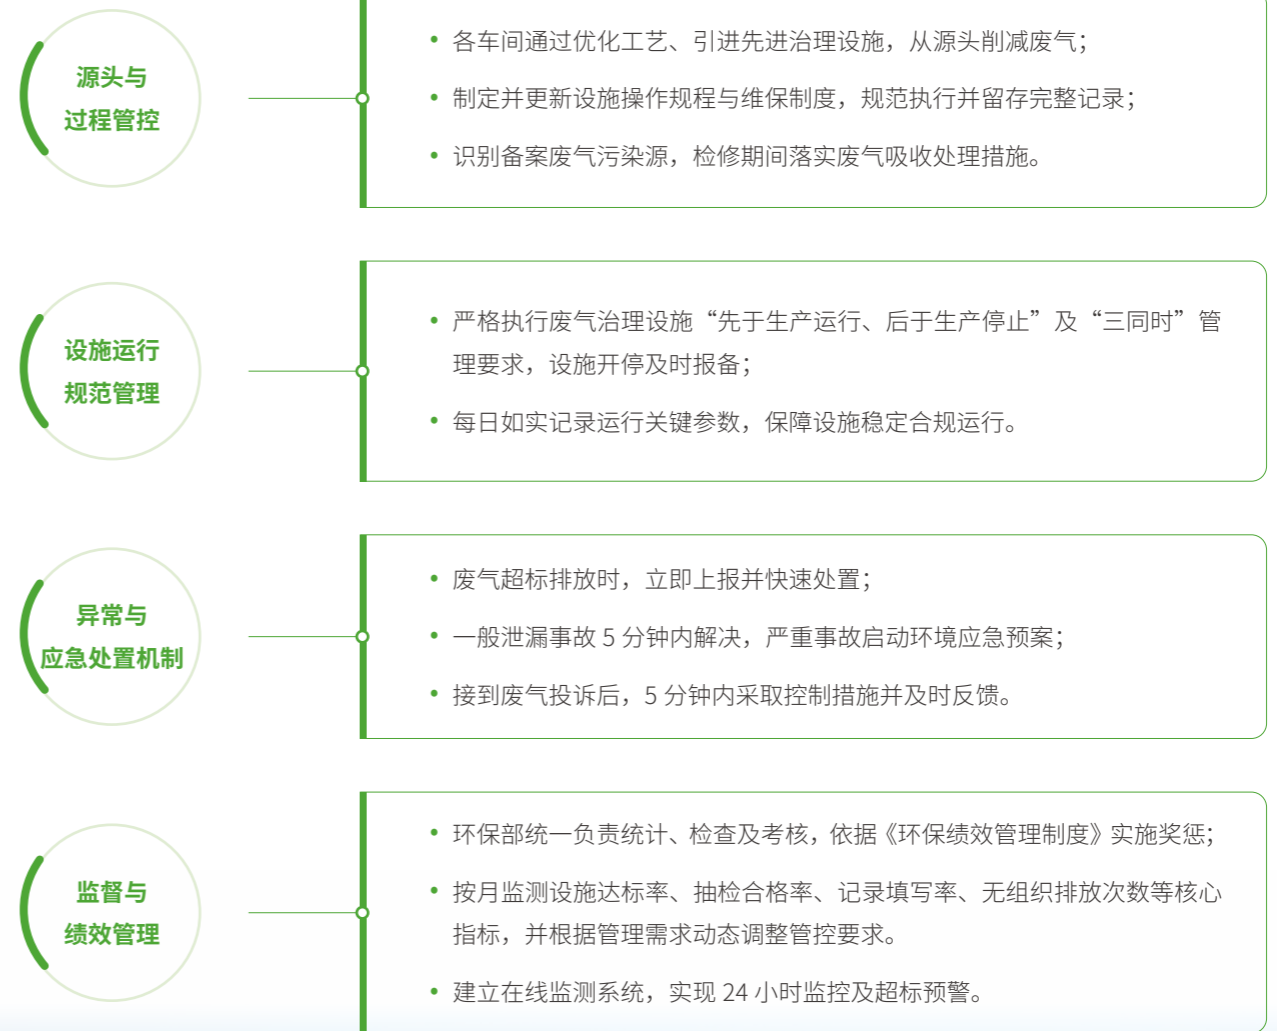 源头与
过程管控
• 各车间通过优化工艺、引进先进治理设施，从源头削减废气；
• 制定并更新设施操作规程与维保制度，规范执行并留存完整记录；
• 识别备案废气污染源，检修期间落实废气吸收处理措施。
设施运行
规范管理
• 严格执行废气治理设施“先于生产运行、后于生产停止”及“三同时”管
理要求，设施开停及时报备；
• 每日如实记录运行关键参数，保障设施稳定合规运行。
异常与
应急处置机制
• 废气超标排放时，立即上报并快速处置；
• 一般泄漏事故 5 分钟内解决，严重事故启动环境应急预案；
• 接到废气投诉后，5 分钟内采取控制措施并及时反馈。
监督与
绩效管理
• 环保部统一负责统计、检查及考核，依据《环保绩效管理制度》实施奖惩；
• 按月监测设施达标率、抽检合格率、记录填写率、无组织排放次数等核心
指标，并根据管理需求动态调整管控要求。
• 建立在线监测系统，实现 24 小时监控及超标预警。